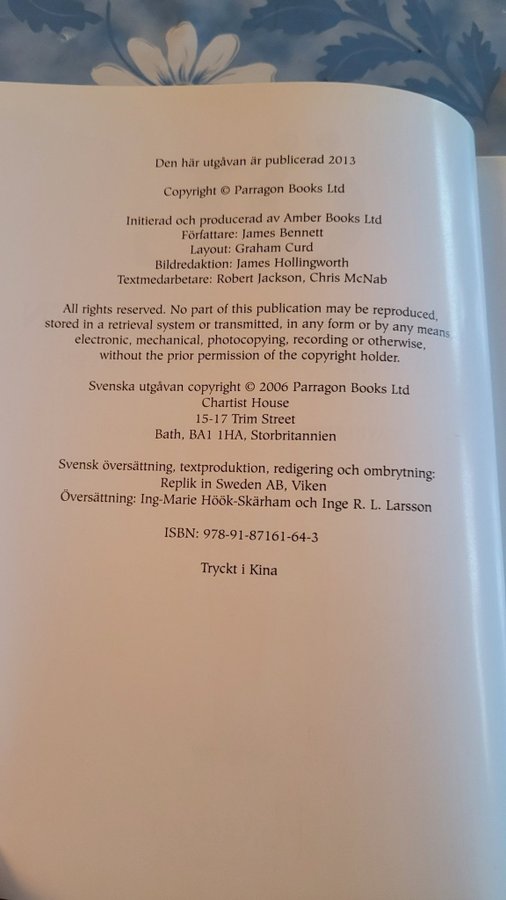 Den här utgåvan är publicerad 2013
Copyright © Parragon Books Ltd
Initierad och producerad av Amber Books Ltd
Författare: James Bennett
Layout: Graham Curd
Bildredaktion: James Hollingworth
Textmedarbetare: Robert Jackson, Chris McNab
All rights reserved. No part of this publication may be reproduced,
stored in a retrieval system or transmitted, in any form or by any means
electronic, mechanical, photocopying, recording or otherwise,
without the prior permission of the copyright holder.
Svenska utgåvan copyright © 2006 Parragon Books Ltd
Chartist House
15-17 Trim Street
Bath, BA1 1HA, Storbritannien
Svensk översättning, textproduktion, redigering och ombrytning:
Replik in Sweden AB, Viken
Översättning: Ing-Marie Höök-Skärham och Inge R. L. Larsson
ISBN: 978-91-87161-64-3
Tryckt i Kina